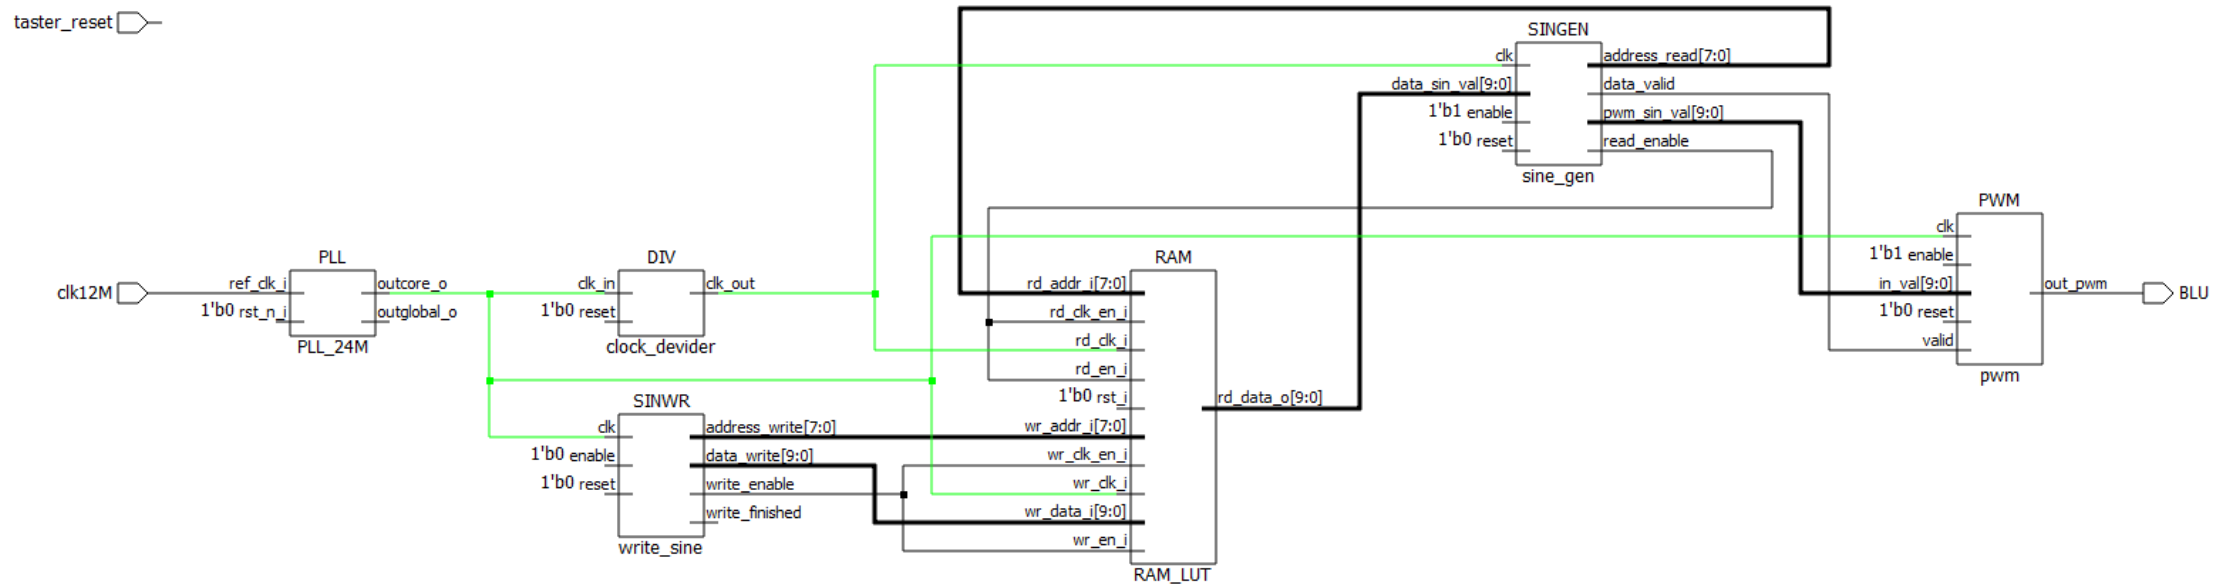 taster_reset
SINGEN
clk
address_read[7:0]
data_sin_val[9:0]
data_valid
1'b1 enable
pwm_sin_val[9:0]
1'b0 reset
read_enable
sine_gen
PWM
clk
1'b1 enable
in_val[9:0]
out_pwm
BLU
1'b0 reset
valid
pwm
PLL
clk12M
ref_clk_i
outcore_o
1'b0 rst_n_i
outglobal_o
PLL_24M
DIV
clk_in
clk_out
1'b0 reset
clock_devider
RAM
rd_addr_i[7:0]
rd_clk_en_i
rd_clk_i
rd_en_i
1'b0 rst_i
rd_data_o[9:0]
wr_addr_i[7:0]
wr_clk_en_i
wr_clk_i
wr_data_i[9:0]
wr_en_i
RAM_LUT
SINWR
clk
address_write[7:0]
1'b0 enable
data_write[9:0]
1'b0 reset
write_enable
write_finished
write_sine